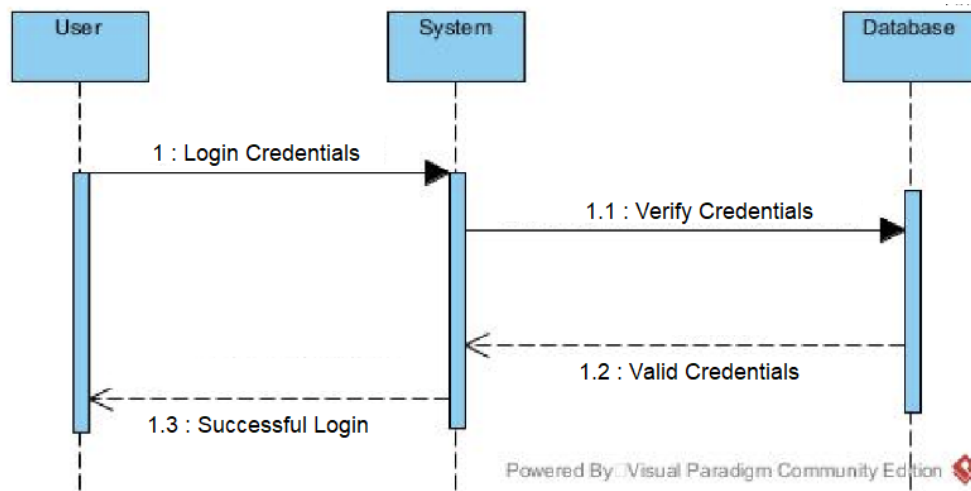 User
System
Database
1 : Login Credentials
1.1 : Verify Credentials
1.2 : Valid Credentials
1.3 : Successful Login
Powered By Visual Paradigm Community Edition